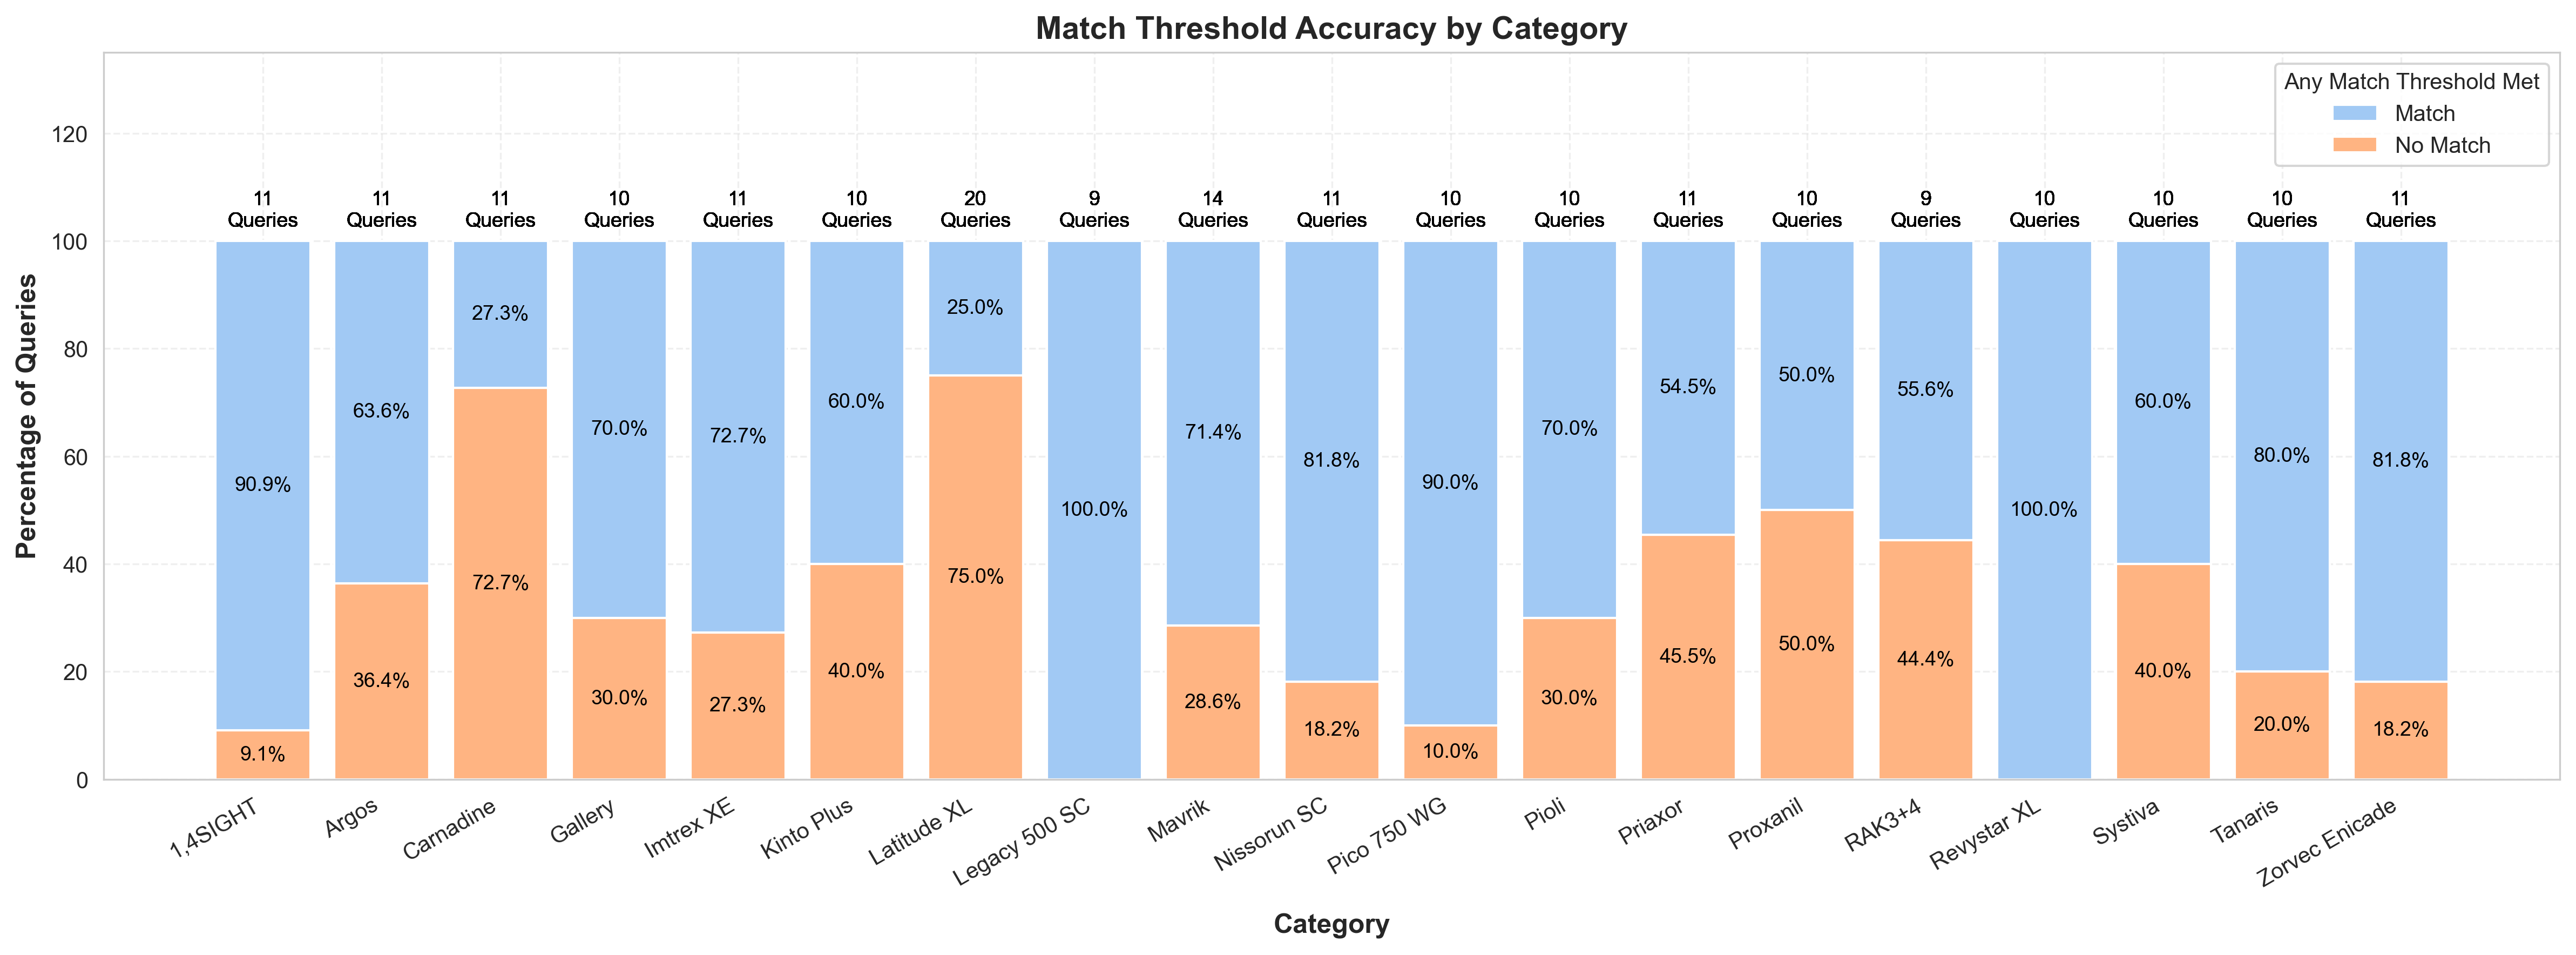 Match Threshold Accuracy by Category
Any Match Threshold Met
Match
No Match
Percentage of Queries
120
100
80
60
40
20
0
11
Queries
11
Queries
11
Queries
10
Queries
11
Queries
10
Queries
20
Queries
9
Queries
14
Queries
11
Queries
10
Queries
10
Queries
11
Queries
10
Queries
9
Queries
10
Queries
10
Queries
10
Queries
11
Queries
90.9%
63.6%
27.3%
70.0%
72.7%
60.0%
25.0%
100.0%
71.4%
81.8%
90.0%
70.0%
54.5%
50.0%
55.6%
100.0%
60.0%
80.0%
81.8%
9.1%
36.4%
72.7%
30.0%
27.3%
40.0%
75.0%
28.6%
18.2%
10.0%
30.0%
45.5%
50.0%
44.4%
40.0%
20.0%
18.2%
1,4SIGHT
Argos
Carnadine
Gallery
Imtrex XE
Kinto Plus
Latitude XL
Legacy 500 SC
Mavrik
Nissorun SC
Pico 750 WG
Pioli
Priaxor
Proxanil
RAK3+4
Revystar XL
Systiva
Tanaris
Zorvec Enicade
Category